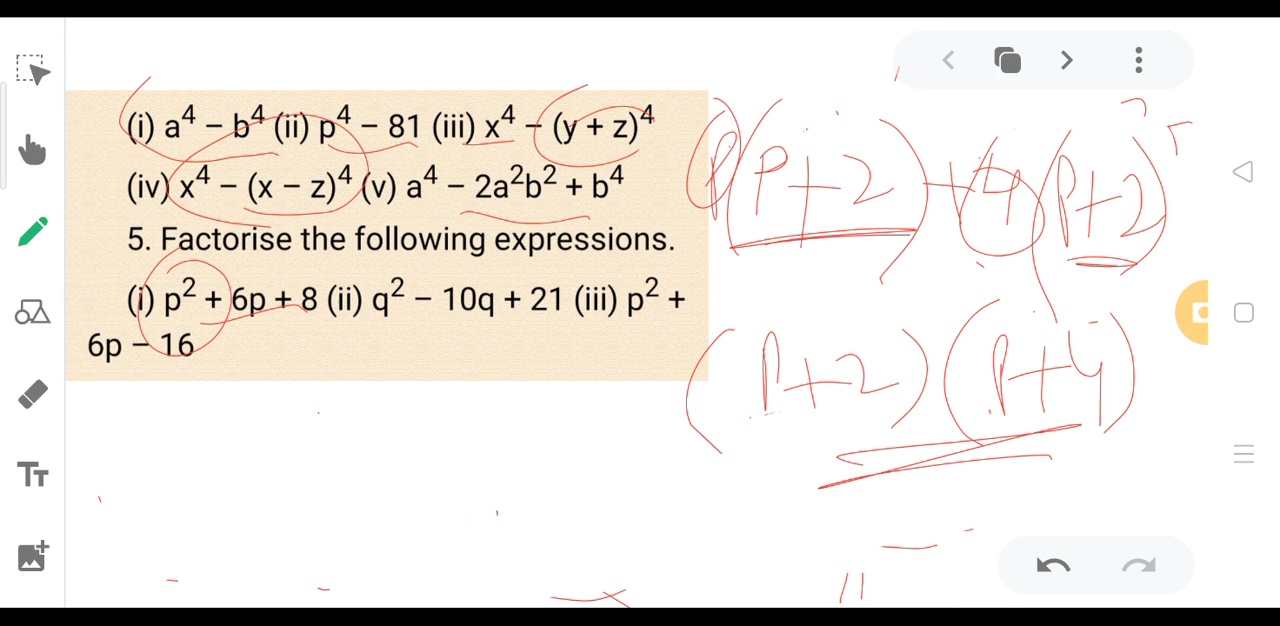 (i) a⁴ − b⁴ (ii) p⁴ − 81 (iii) x⁴ − (y + z)⁴
(iv) x⁴ − (x − z)⁴ (v) a⁴ − 2a²b² + b⁴
5. Factorise the following expressions.
(i) p² + 6p + 8 (ii) q² − 10q + 21 (iii) p² +
6p − 16
P(P+2)+4(P+2)
(P+2)(P+4)
TT